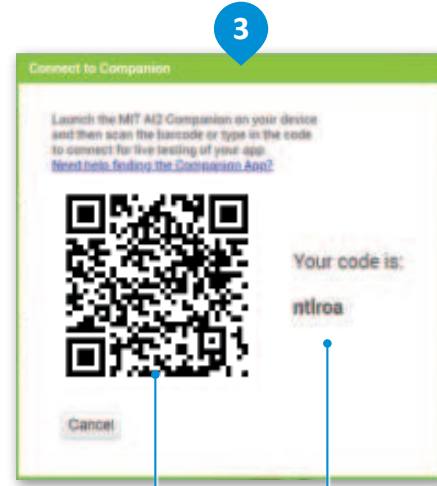 3
Connect to Companion
Launch the MIT AI2 Companion on your device
and then scan the barcode or type in the code
to connect for live testing of your app.
Need help finding the Companion App?
Your code is:
ntlroa
Cancel